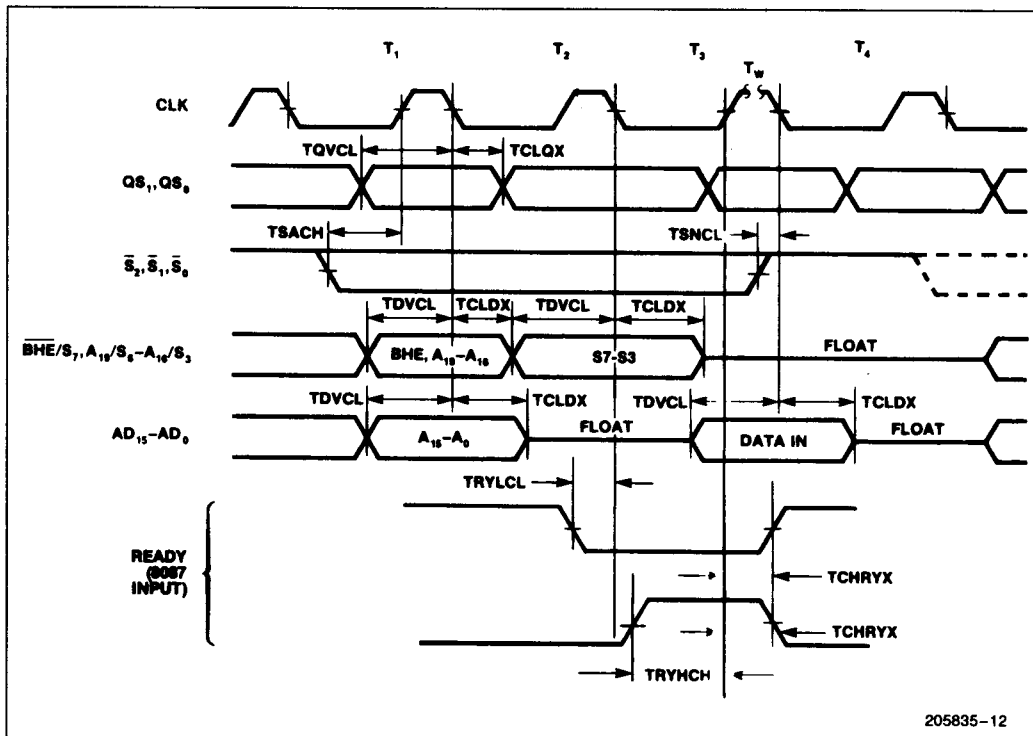 T₁ T₂ T₃ T_W T₄
CLK
TQVCL TCLQX
QS₁, QS₀
TSACH TSNCL
S̅₂, S̅₁, S̅₀
TDVCL TCLDX TDVCL TCLDX
B̅H̅E̅/S₇, A₁₉/S₆–A₁₆/S₃ BHE, A₁₉–A₁₆ S7-S3 FLOAT
TDVCL TCLDX TDVCL TCLDX
AD₁₅–AD₀ A₁₅–A₀ FLOAT DATA IN FLOAT
TRYLCL
READY
(8087
INPUT)
TCHRYX
TCHRYX
TRYHCH
205835–12